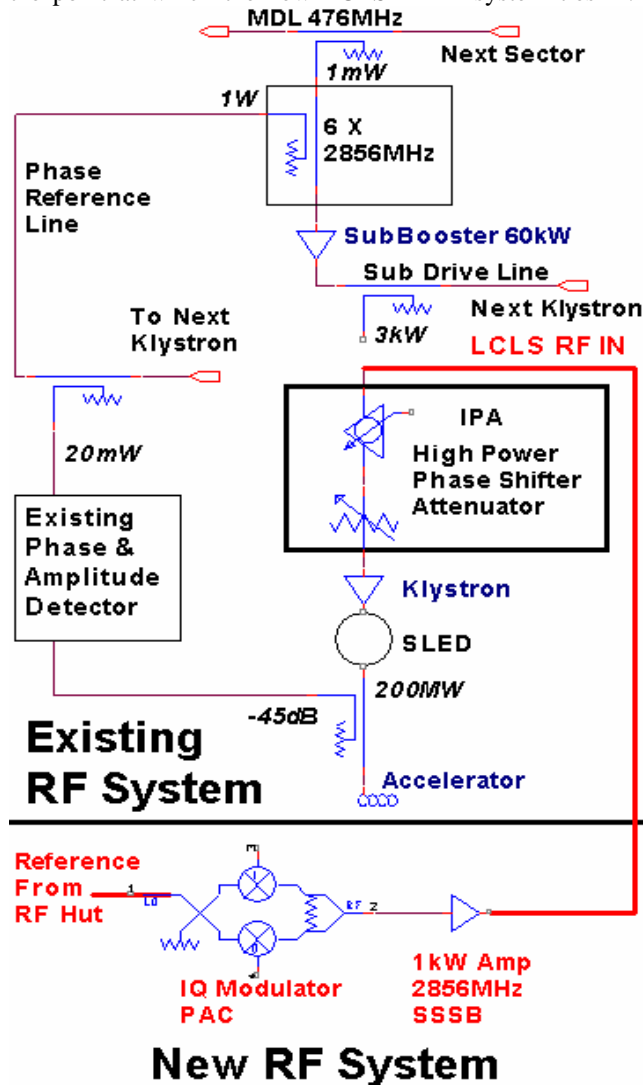 MDL 476MHz
Next Sector
1mW
1W
6 X
2856MHz
Phase
Reference
Line
SubBooster 60kW
Sub Drive Line
Next Klystron
3kW
To Next
Klystron
LCLS RF IN
20mW
IPA
High Power
Phase Shifter
Attenuator
Existing
Phase &
Amplitude
Detector
Klystron
SLED
200MW
-45dB
Existing
RF System
Accelerator
Reference
From
RF Hut
1
LO
I
Q
RF 2
IQ Modulator
PAC
1kW Amp
2856MHz
SSSB
New RF System